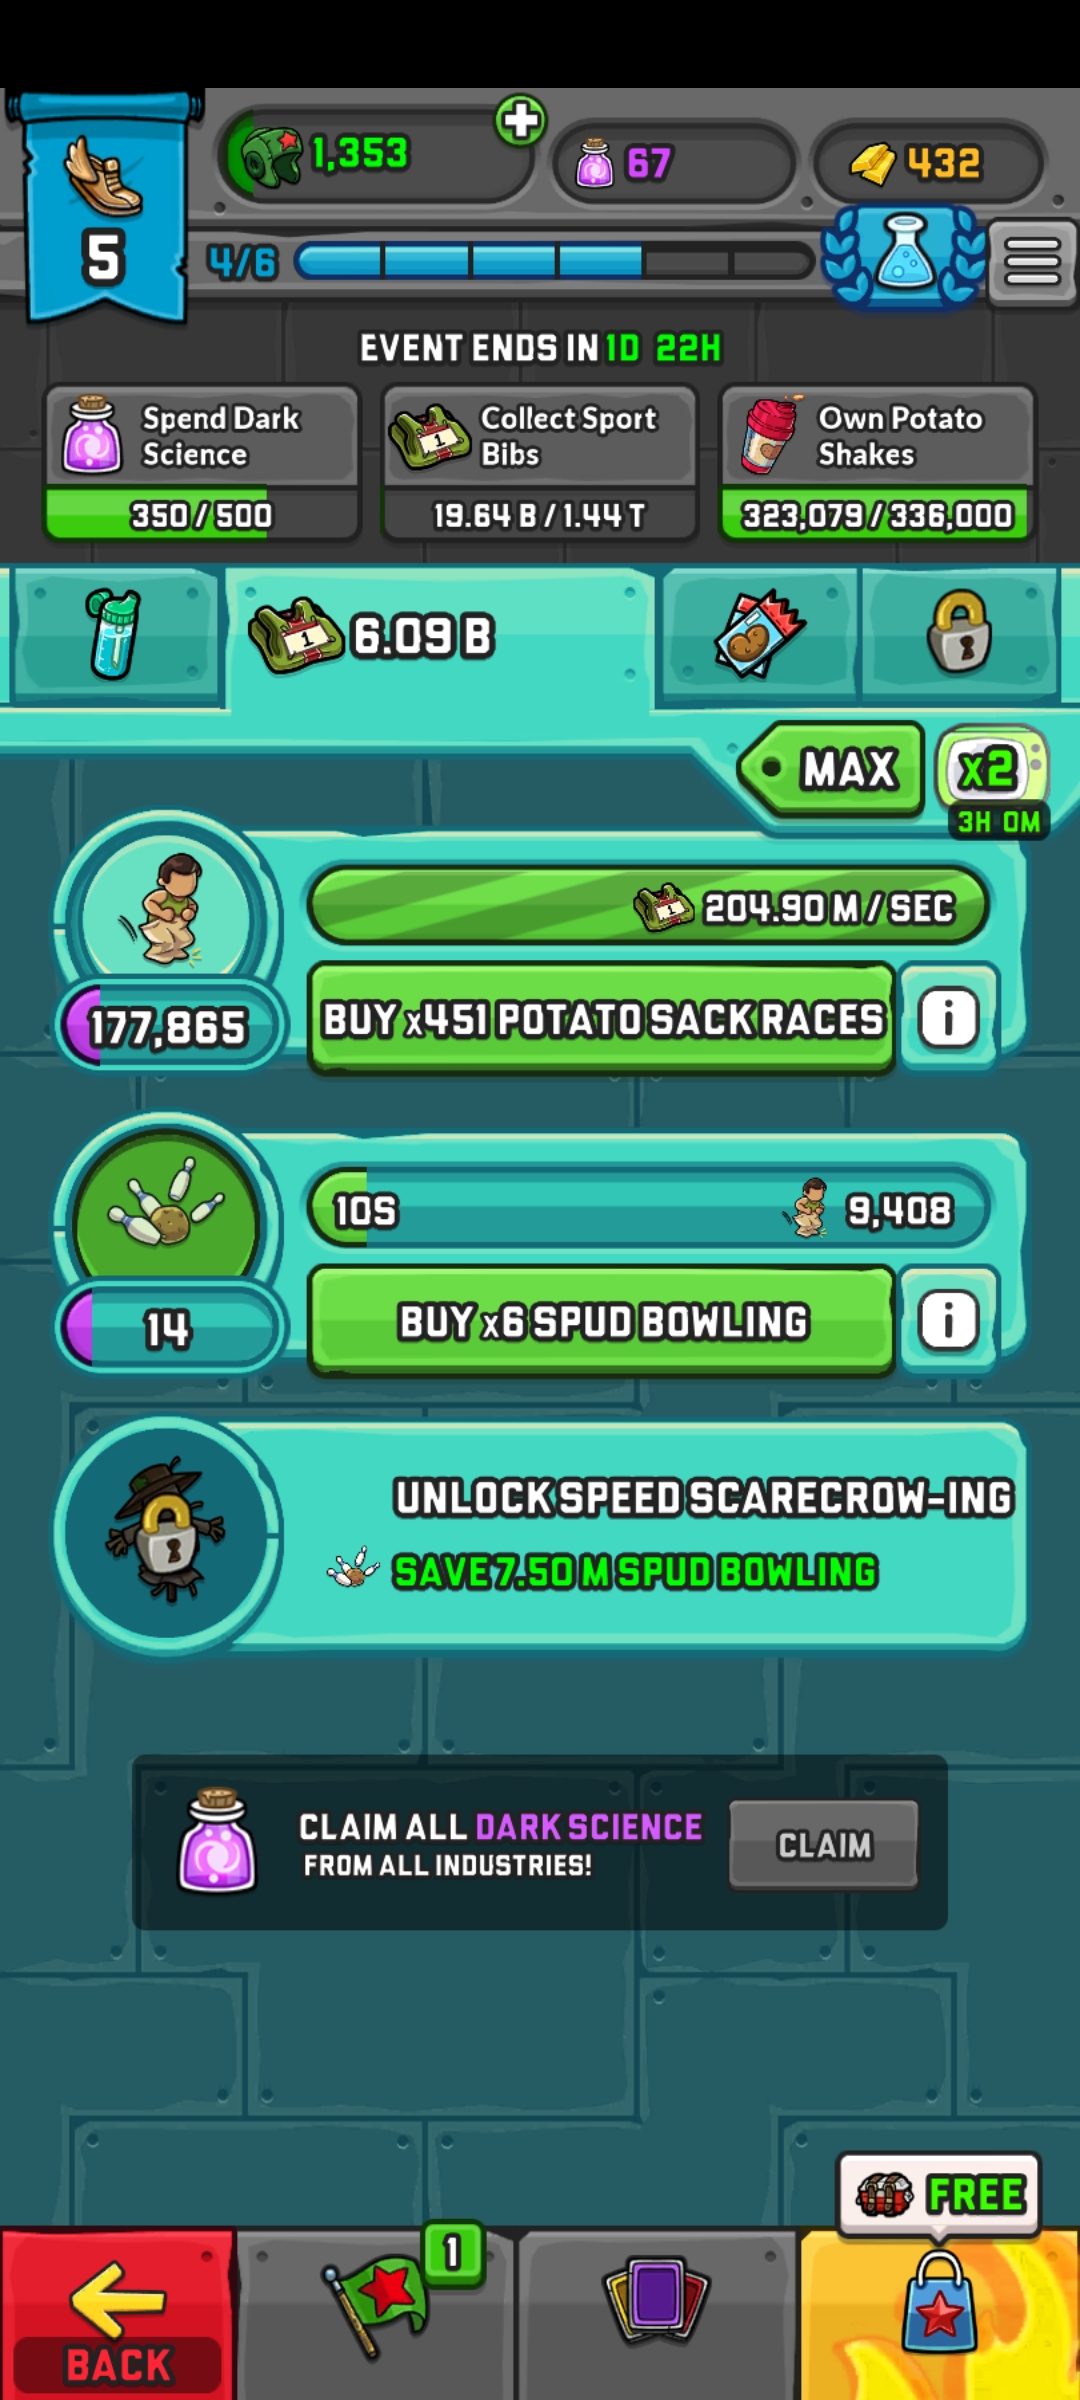 1,353
67
432
5
4/6
EVENT ENDS IN 1D 22H
Spend Dark Science
350/500
Collect Sport Bibs
19.64 B/1.44 T
Own Potato Shakes
323,079/336,000
1
6.09 B
MAX
x2
3H 0M
1
204.90 M/SEC
177,865
BUY x451 POTATO SACK RACES
i
10S
9,408
14
BUY x6 SPUD BOWLING
i
UNLOCK SPEED SCARECROW-ING
SAVE 7.50 M SPUD BOWLING
CLAIM ALL DARK SCIENCE
FROM ALL INDUSTRIES!
CLAIM
FREE
1
BACK